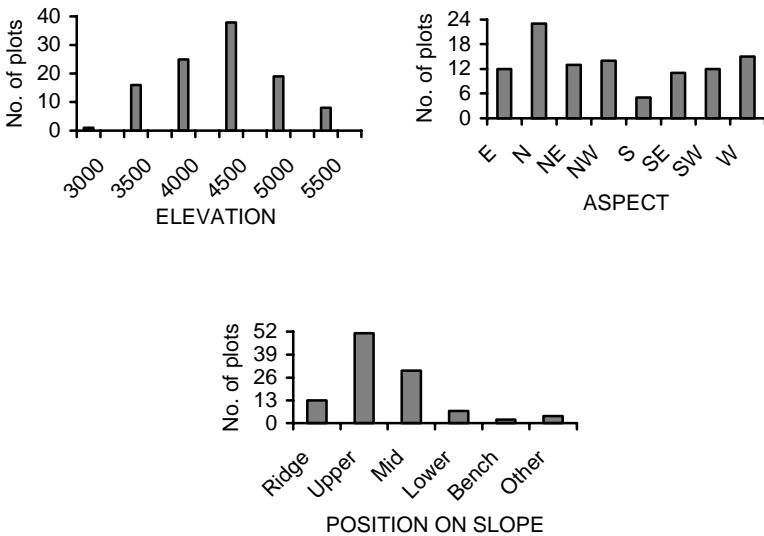 No. of plots
40
30
20
10
0
3000 3500 4000 4500 5000 5500
ELEVATION
No. of plots
24
18
12
6
0
E N NE NW S SE SW W
ASPECT
No. of plots
52
39
26
13
0
Ridge Upper Mid Lower Bench Other
POSITION ON SLOPE